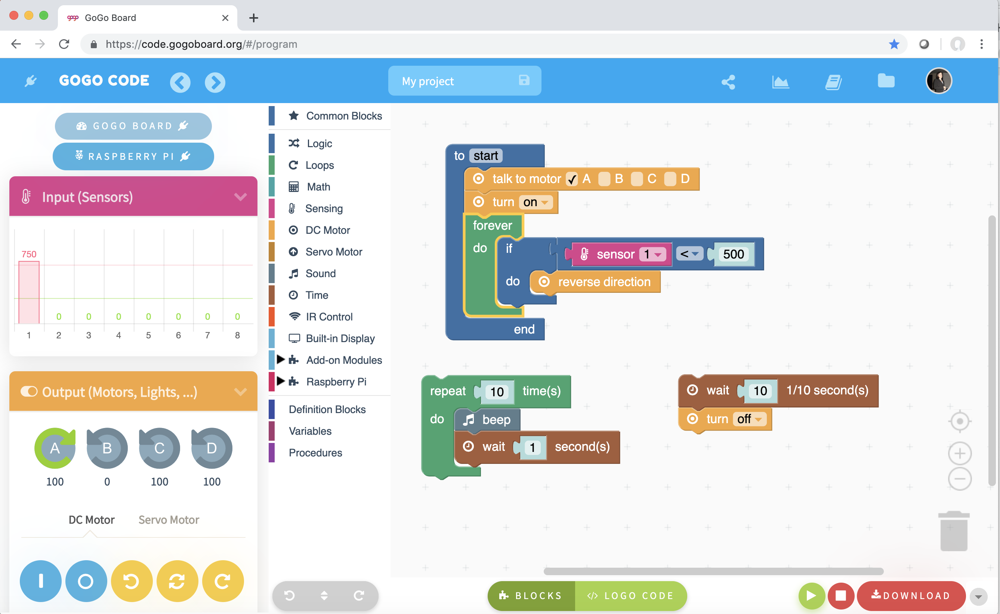 gogo GoGo Board
https://code.gogoboard.org/#/program
GOGO CODE
My project
GOGO BOARD
RASPBERRY PI
Input (Sensors)
750
0 0 0 0 0 0 0
1 2 3 4 5 6 7 8
Output (Motors, Lights, ...)
A B C D
100 0 100 100
DC Motor Servo Motor
Common Blocks
Logic
Loops
Math
Sensing
DC Motor
Servo Motor
Sound
Time
IR Control
Built-in Display
Add-on Modules
Raspberry Pi
Definition Blocks
Variables
Procedures
to start
talk to motor A B C D
turn on
forever
do if sensor 1 < 500
do reverse direction
end
repeat 10 time(s)
do beep
wait 1 second(s)
wait 10 1/10 second(s)
turn off
BLOCKS </> LOGO CODE
DOWNLOAD